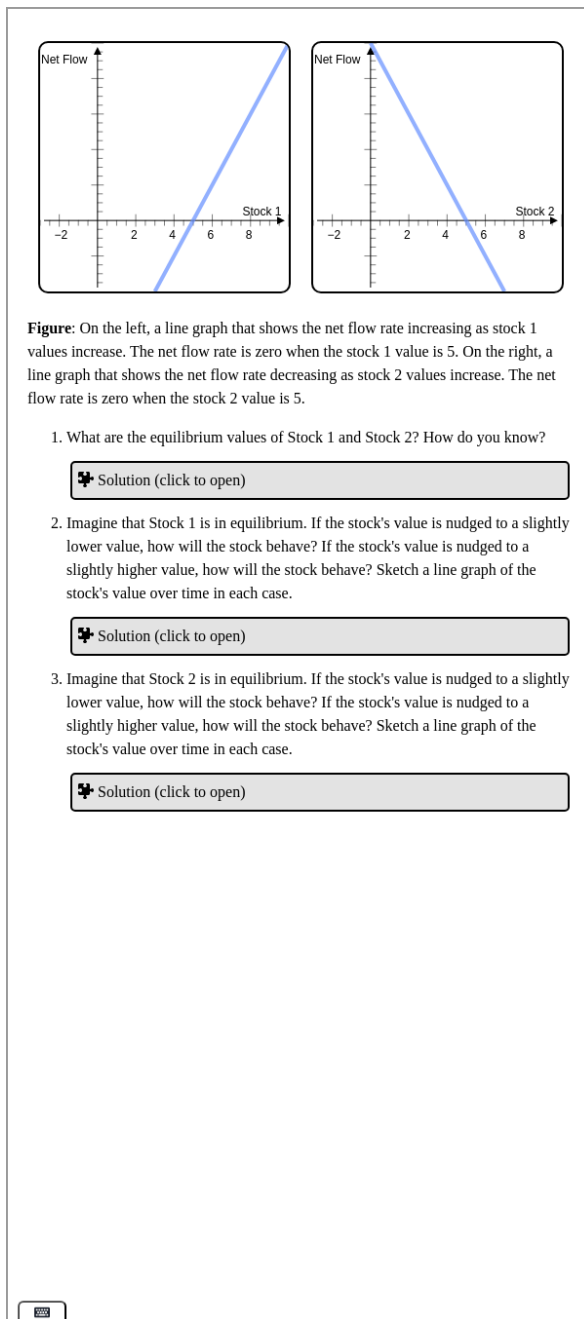 Net Flow
Stock 1
−2 2 4 6 8
Net Flow
Stock 2
−2 2 4 6 8
Figure: On the left, a line graph that shows the net flow rate increasing as stock 1
values increase. The net flow rate is zero when the stock 1 value is 5. On the right, a
line graph that shows the net flow rate decreasing as stock 2 values increase. The net
flow rate is zero when the stock 2 value is 5.
1. What are the equilibrium values of Stock 1 and Stock 2? How do you know?
Solution (click to open)
2. Imagine that Stock 1 is in equilibrium. If the stock's value is nudged to a slightly
lower value, how will the stock behave? If the stock's value is nudged to a
slightly higher value, how will the stock behave? Sketch a line graph of the
stock's value over time in each case.
Solution (click to open)
3. Imagine that Stock 2 is in equilibrium. If the stock's value is nudged to a slightly
lower value, how will the stock behave? If the stock's value is nudged to a
slightly higher value, how will the stock behave? Sketch a line graph of the
stock's value over time in each case.
Solution (click to open)